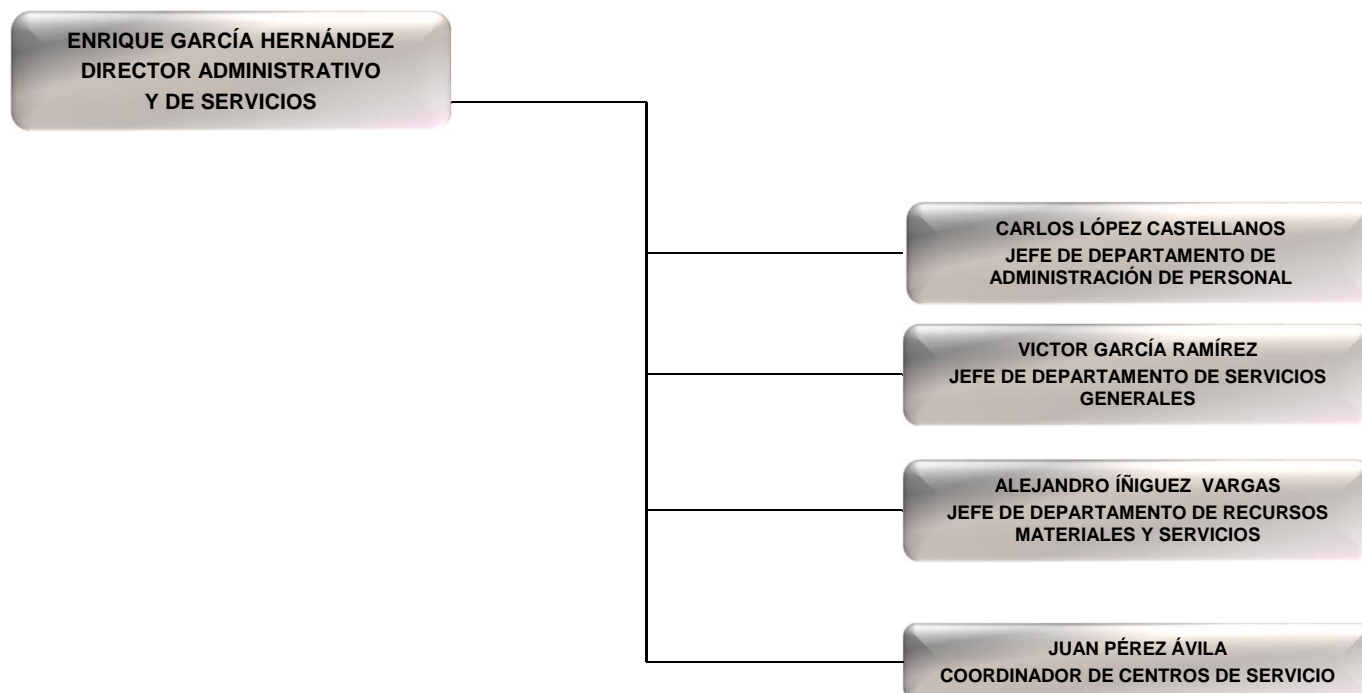 ENRIQUE GARCÍA HERNÁNDEZ
DIRECTOR ADMINISTRATIVO
Y DE SERVICIOS
CARLOS LÓPEZ CASTELLANOS
JEFE DE DEPARTAMENTO DE
ADMINISTRACIÓN DE PERSONAL
VICTOR GARCÍA RAMÍREZ
JEFE DE DEPARTAMENTO DE SERVICIOS
GENERALES
ALEJANDRO ÍÑIGUEZ VARGAS
JEFE DE DEPARTAMENTO DE RECURSOS
MATERIALES Y SERVICIOS
JUAN PÉREZ ÁVILA
COORDINADOR DE CENTROS DE SERVICIO